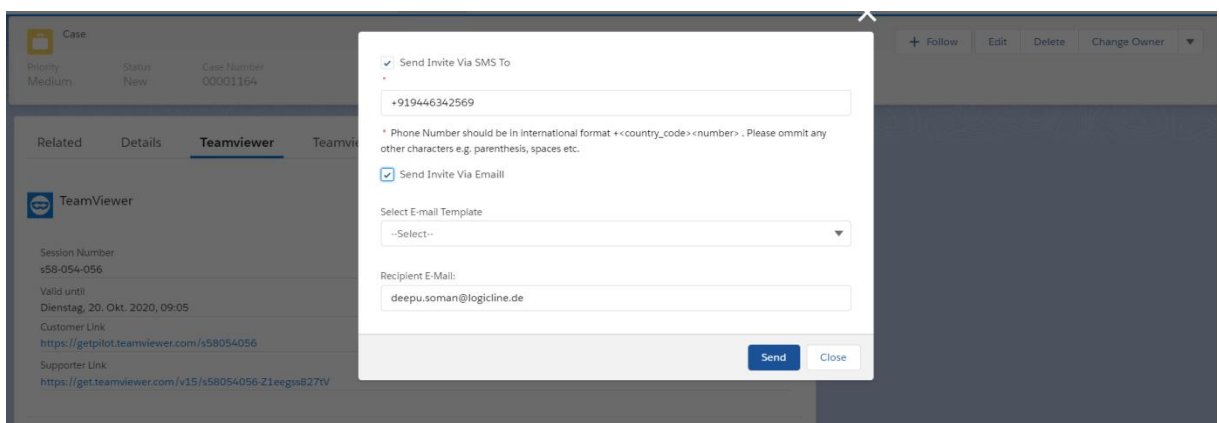 Case
+ Follow
Edit
Delete
Change Owner
Priority
Status
Case Number
Medium
New
00001164
Related
Details
Teamviewer
TeamViewer
Session Number
s58-054-056
Valid until
Dienstag, 20. Okt. 2020, 09:05
Customer Link
https://getpilot.teamviewer.com/s58054056
Supporter Link
https://get.teamviewer.com/v15/s58054056-Z1eegss827tV
Send Invite Via SMS To
*
+919446342569
* Phone Number should be in international format +<country_code><number> . Please ommit any
other characters e.g. parenthesis, spaces etc.
Send Invite Via Emaill
Select E-mail Template
--Select--
Recipient E-Mail:
deepu.soman@logicline.de
Send
Close